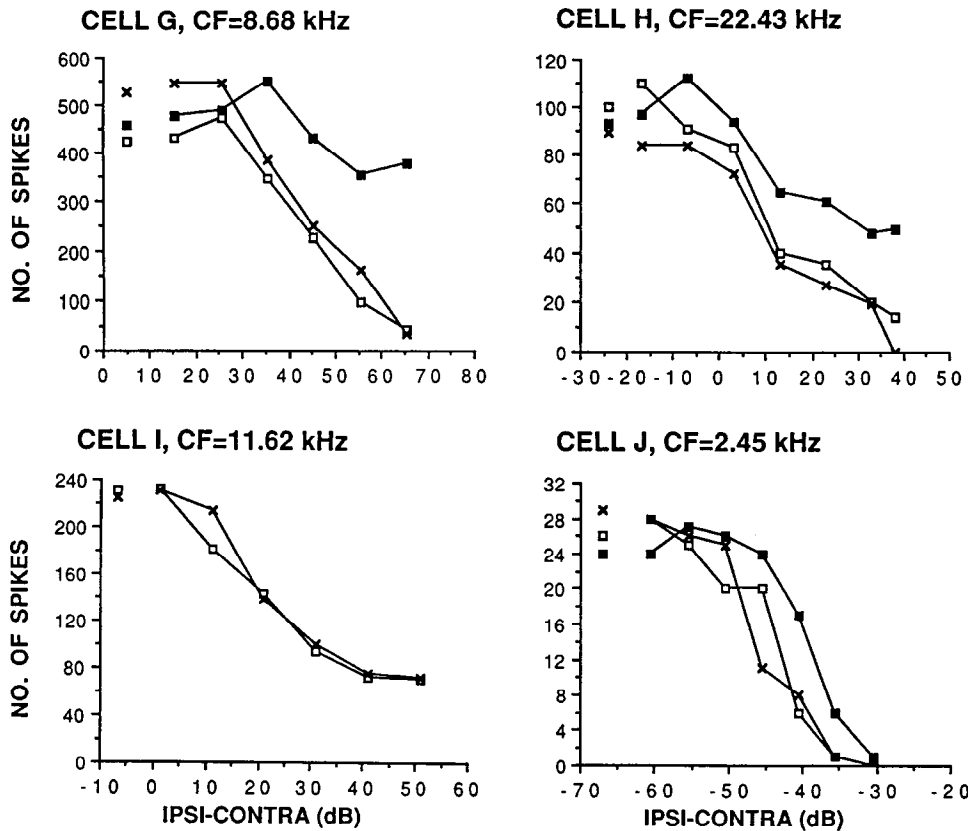 CELL G, CF=8.68 kHz
CELL H, CF=22.43 kHz
NO. OF SPIKES
600
500
400
300
200
100
0
0 10 20 30 40 50 60 70 80
120
100
80
60
40
20
0
-30 -20 -10 0 10 20 30 40 50
CELL I, CF=11.62 kHz
CELL J, CF=2.45 kHz
NO. OF SPIKES
240
200
160
120
80
40
0
-10 0 10 20 30 40 50 60
IPSI-CONTRA (dB)
32
28
24
20
16
12
8
4
0
-70 -60 -50 -40 -30 -20
IPSI-CONTRA (dB)